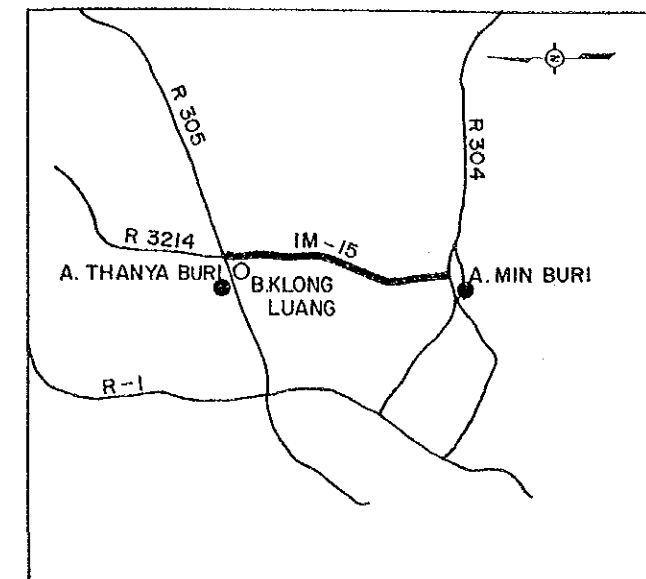 R 305
R 304
N
R 3214
IM-15
A. THANYA BURI
B.KLONG
LUANG
A. MIN BURI
R-1